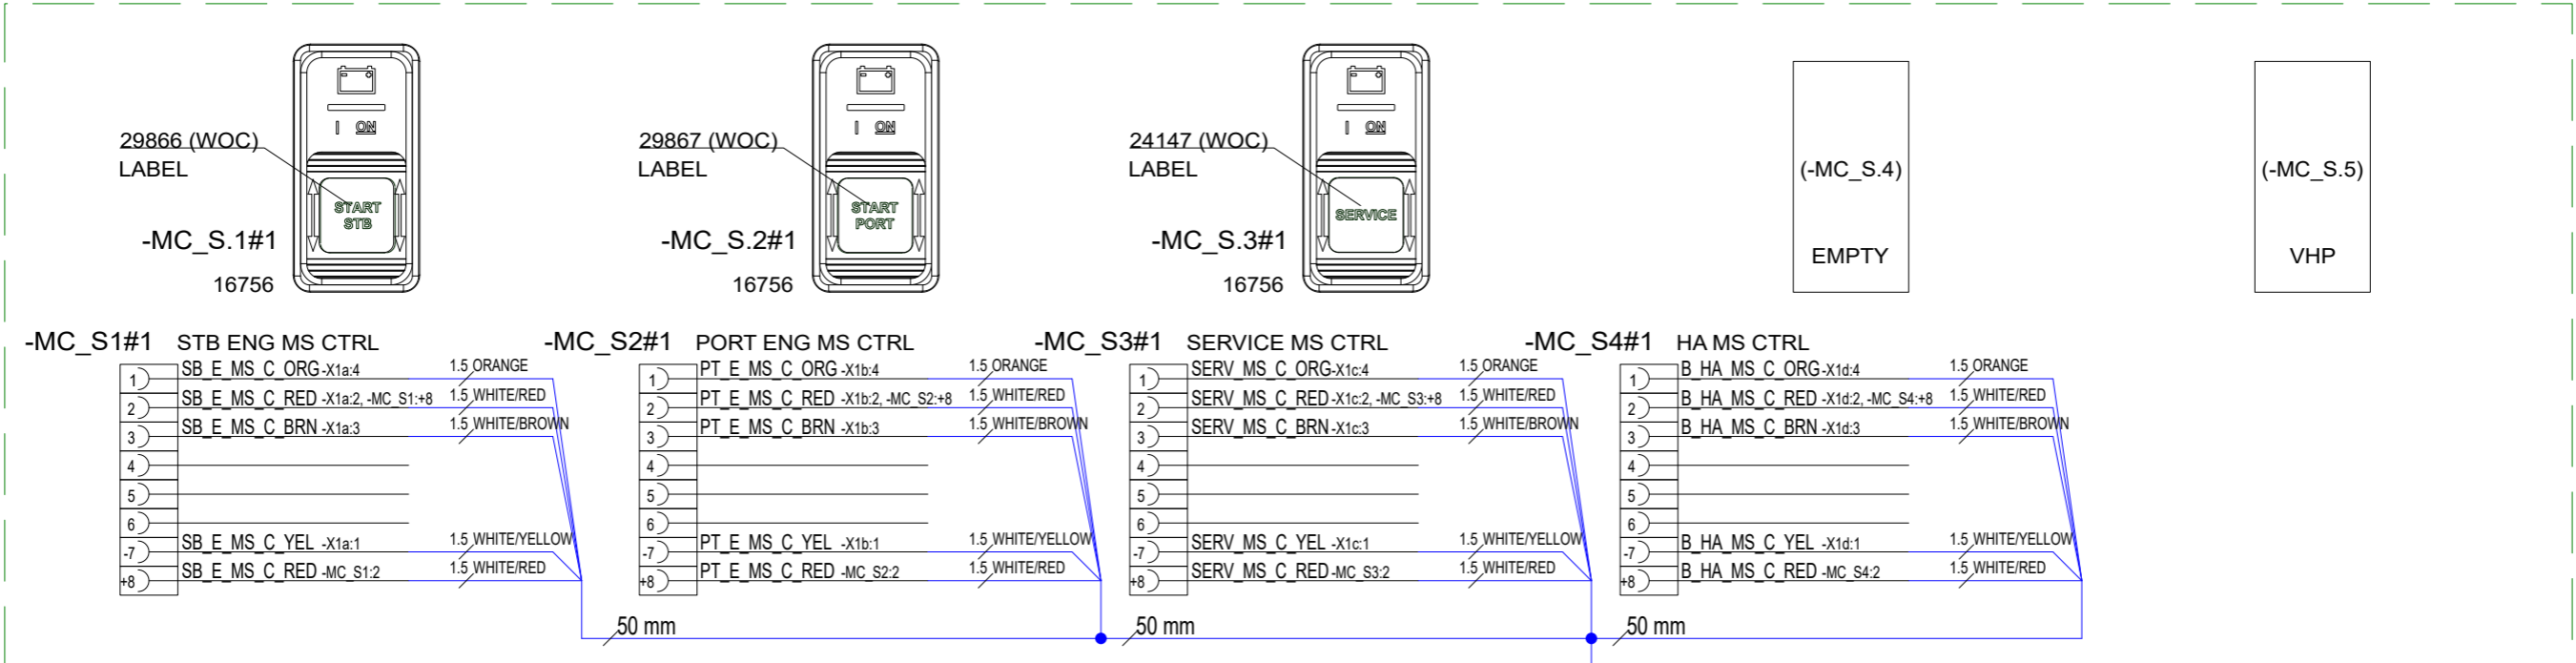 I ON
29866 (WOC)
LABEL
START
STB
-MC_S.1#1
16756
I ON
29867 (WOC)
LABEL
START
PORT
-MC_S.2#1
16756
I ON
24147 (WOC)
LABEL
SERVICE
-MC_S.3#1
16756
(-MC_S.4)
EMPTY
(-MC_S.5)
VHP
-MC_S1#1 STB ENG MS CTRL
1 SB_E_MS_C_ORG -X1a:4 1.5 ORANGE
2 SB_E_MS_C_RED -X1a:2, -MC_S1:+8 1.5 WHITE/RED
3 SB_E_MS_C_BRN -X1a:3 1.5 WHITE/BROWN
4
5
6
-7 SB_E_MS_C_YEL -X1a:1 1.5 WHITE/YELLOW
+8 SB_E_MS_C_RED -MC_S1:2 1.5 WHITE/RED
-MC_S2#1 PORT ENG MS CTRL
1 PT_E_MS_C_ORG -X1b:4 1.5 ORANGE
2 PT_E_MS_C_RED -X1b:2, -MC_S2:+8 1.5 WHITE/RED
3 PT_E_MS_C_BRN -X1b:3 1.5 WHITE/BROWN
4
5
6
-7 PT_E_MS_C_YEL -X1b:1 1.5 WHITE/YELLOW
+8 PT_E_MS_C_RED -MC_S2:2 1.5 WHITE/RED
-MC_S3#1 SERVICE MS CTRL
1 SERV_MS_C_ORG -X1c:4 1.5 ORANGE
2 SERV_MS_C_RED -X1c:2, -MC_S3:+8 1.5 WHITE/RED
3 SERV_MS_C_BRN -X1c:3 1.5 WHITE/BROWN
4
5
6
-7 SERV_MS_C_YEL -X1c:1 1.5 WHITE/YELLOW
+8 SERV_MS_C_RED -MC_S3:2 1.5 WHITE/RED
-MC_S4#1 HA MS CTRL
1 B_HA_MS_C_ORG -X1d:4 1.5 ORANGE
2 B_HA_MS_C_RED -X1d:2, -MC_S4:+8 1.5 WHITE/RED
3 B_HA_MS_C_BRN -X1d:3 1.5 WHITE/BROWN
4
5
6
-7 B_HA_MS_C_YEL -X1d:1 1.5 WHITE/YELLOW
+8 B_HA_MS_C_RED -MC_S4:2 1.5 WHITE/RED
50 mm
50 mm
50 mm